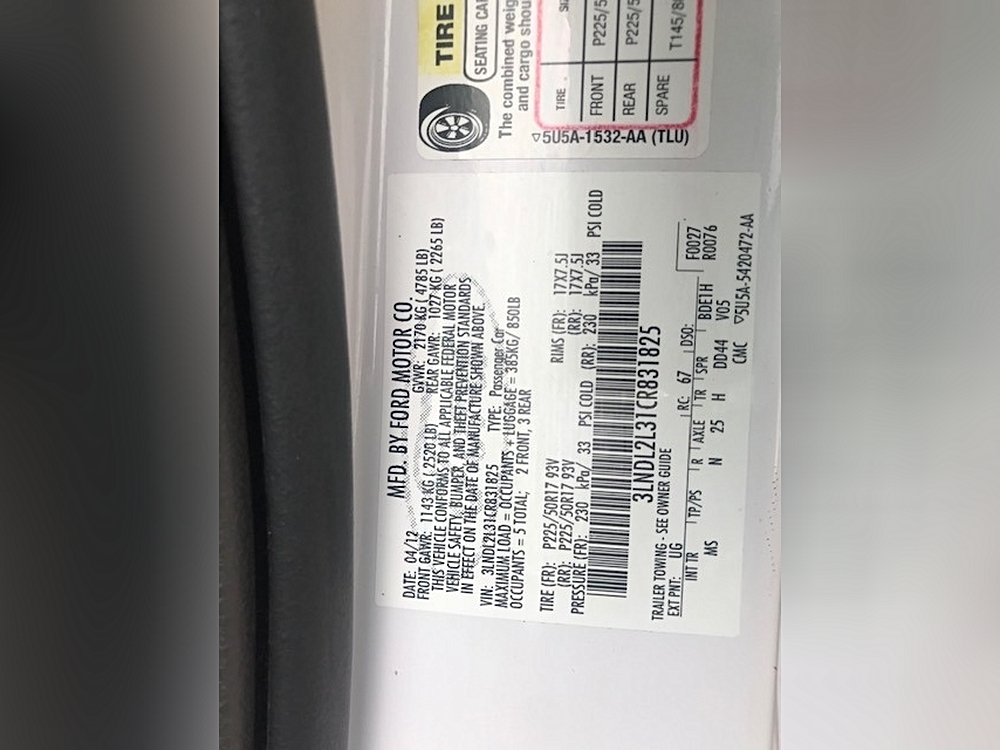 TIRE
SEATING CA
The combined weig
and cargo shou
TIRE SI
FRONT P225/5
REAR P225/5
SPARE T145/8
▽5U5A-1532-AA (TLU)
MFD. BY FORD MOTOR CO.
DATE: 04/12 GVWR: 2170 KG ( 4785 LB)
FRONT GAWR: 1143 KG ( 2520 LB) REAR GAWR: 1027 KG ( 2265 LB)
THIS VEHICLE CONFORMS TO ALL APPLICABLE FEDERAL MOTOR
VEHICLE SAFETY, BUMPER, AND THEFT PREVENTION STANDARDS
IN EFFECT ON THE DATE OF MANUFACTURE SHOWN ABOVE.
VIN: 3LNDL2L31CR831825 TYPE: Passenger Car
MAXIMUM LOAD = OCCUPANTS + LUGGAGE = 385KG/ 850LB
OCCUPANTS = 5 TOTAL; 2 FRONT, 3 REAR
TIRE (FR): P225/50R17 93V RIMS (FR): 17X7.5J
(RR): P225/50R17 93V (RR): 17X7.5J
PRESSURE (FR): 230 kPa/ 33 PSI COLD (RR): 230 kPa/ 33 PSI COLD
3LNDL2L31CR831825
TRAILER TOWING - SEE OWNER GUIDE
EXT PNT: UG RC: 67 DSO: F0027
INT TR TP/PS R AXLE TR SPR BDE1H R0076
MS N 25 H DD44 V05
CMC ▽5U5A-5420472-AA